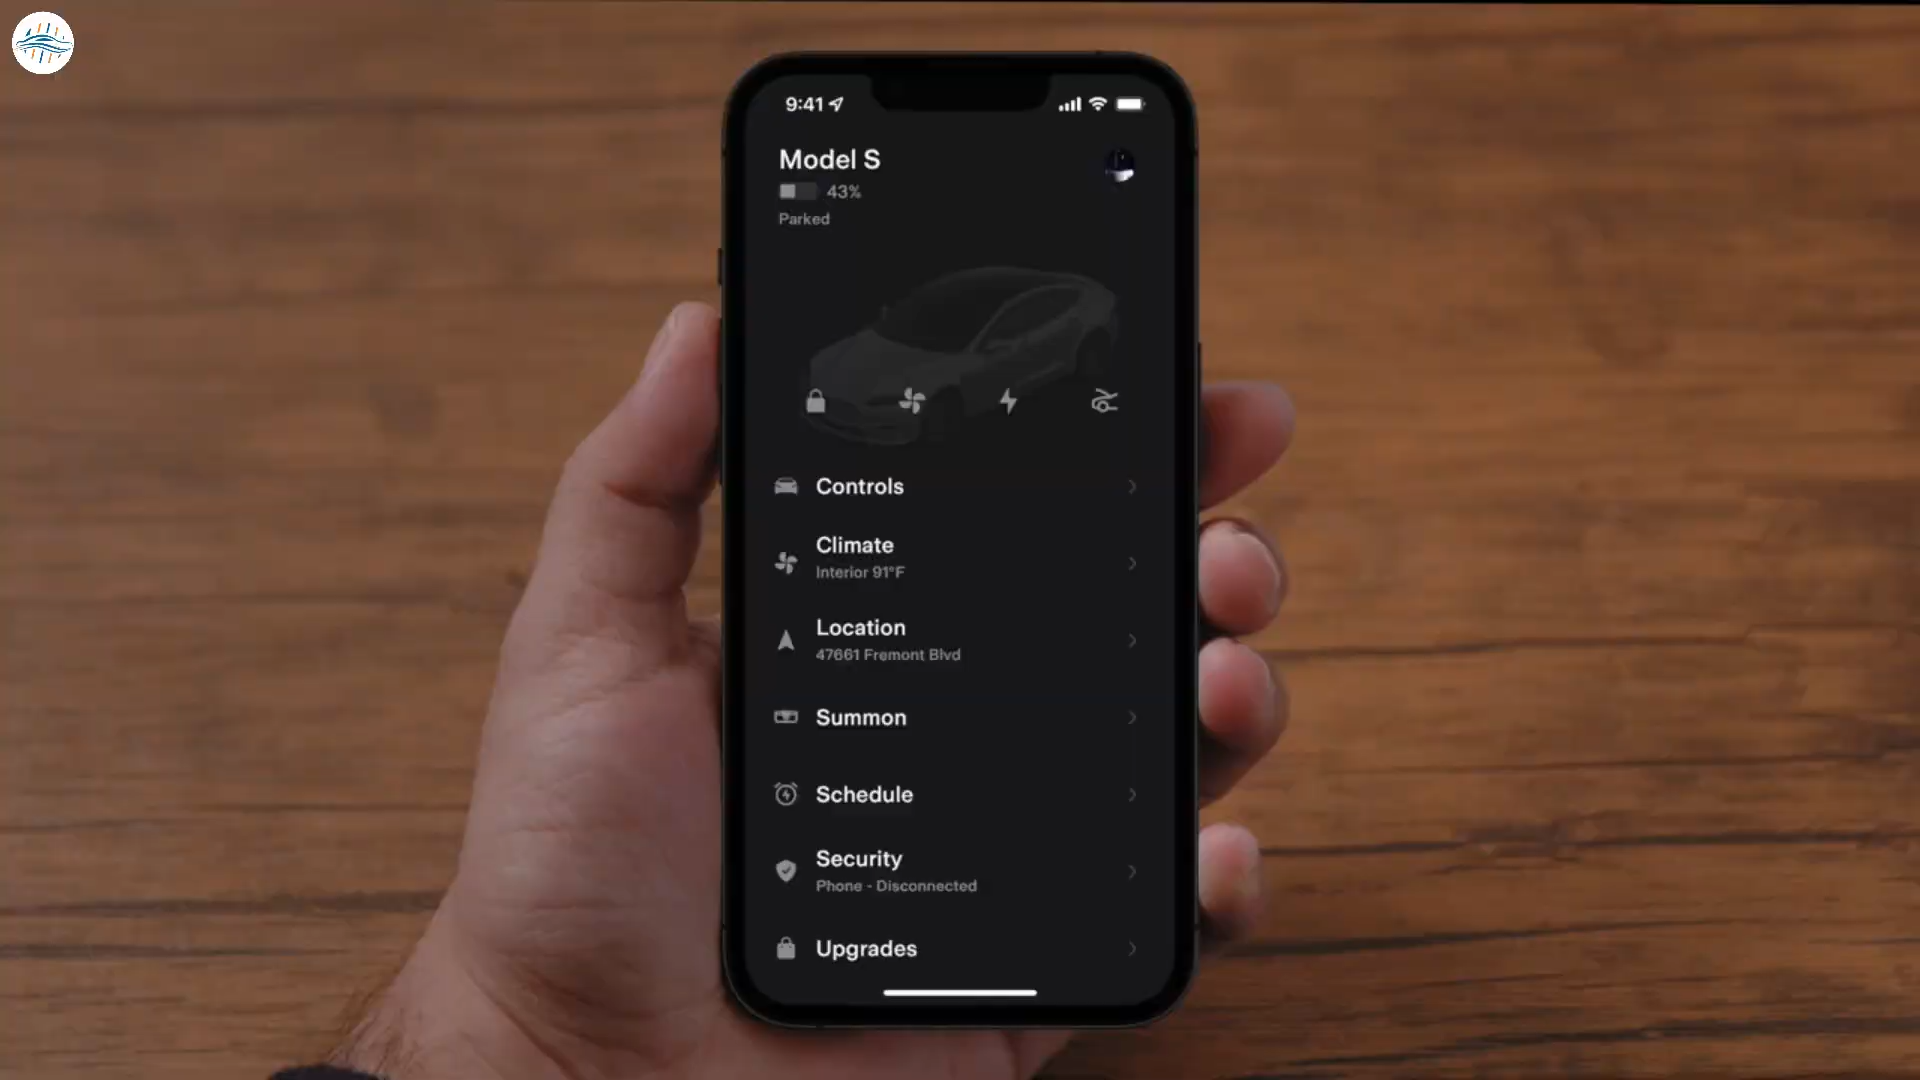 9:41
Model S
43%
Parked
Controls
Climate
Interior 91°F
Location
47661 Fremont Blvd
Summon
Schedule
Security
Phone - Disconnected
Upgrades